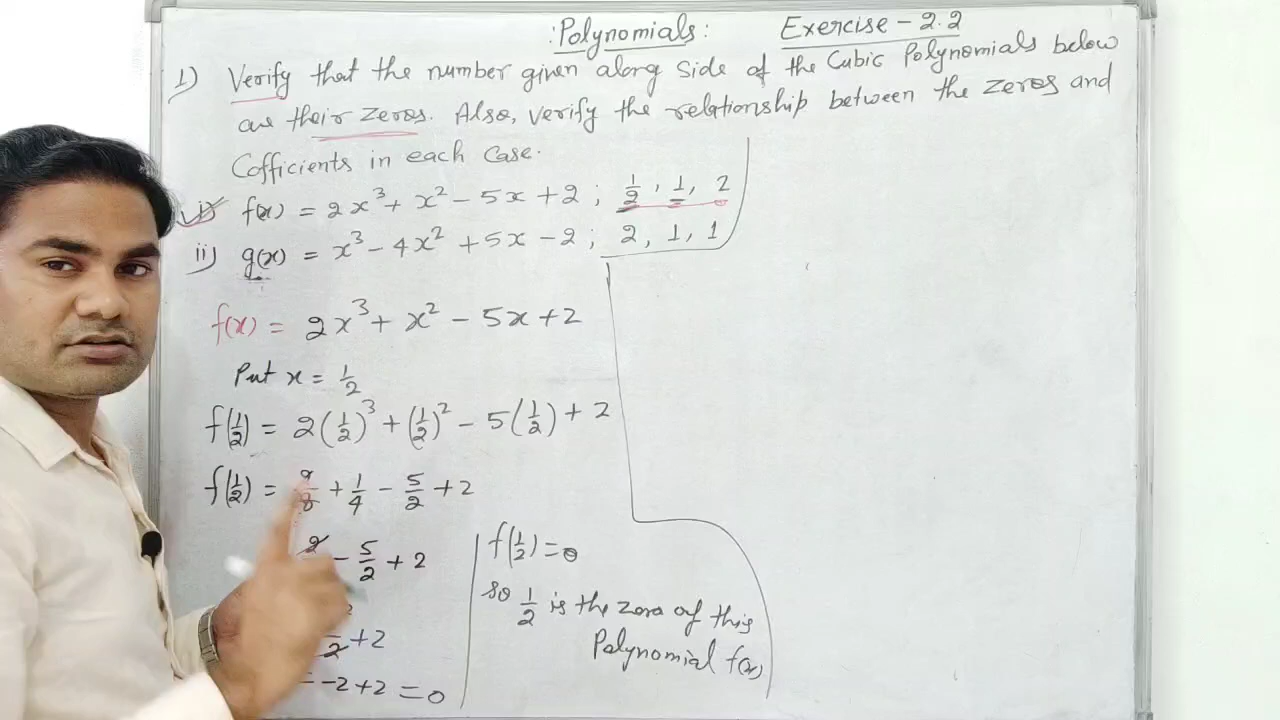 :Polynomials: Exercise - 2.2
1) Verify that the number given along side of the Cubic Polynomials below
are their zeros. Also, verify the relationship between the zeros and
Cofficients in each case.
i) f(x) = 2x³ + x² - 5x + 2 ; 1/2, 1, 2
ii) g(x) = x³ - 4x² + 5x - 2 ; 2, 1, 1
f(x) = 2x³ + x² - 5x + 2
Put x = 1/2
f(1/2) = 2(1/2)³ + (1/2)² - 5(1/2) + 2
f(1/2) = + 1/4 - 5/2 + 2
2 - 5/2 + 2
2 + 2
= -2 + 2 = 0
f(1/2) = 0
so 1/2 is the zero of this
Polynomial f(x)